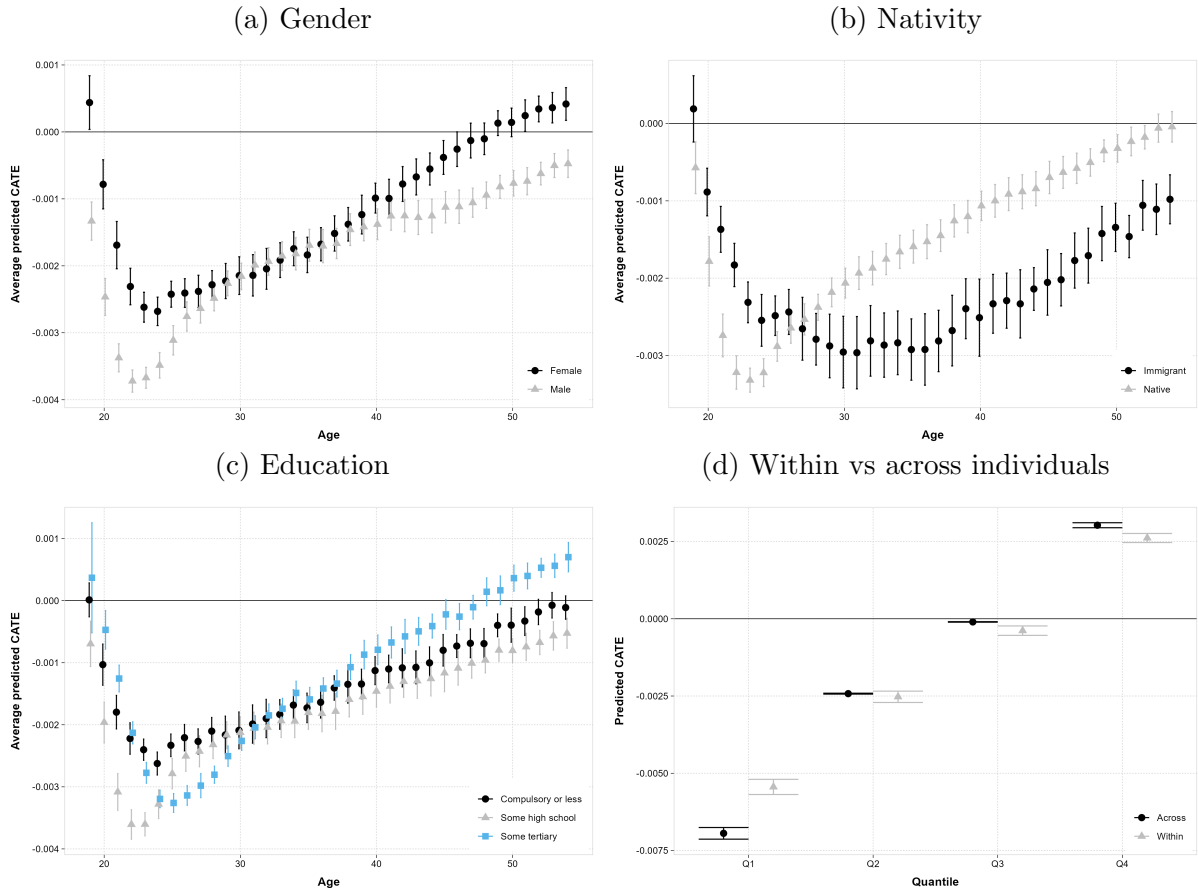 (a) Gender
0.001
0.000
-0.001
-0.002
-0.003
-0.004
Average predicted CATE
20 30 40 50
Age
Female
Male
(b) Nativity
0.000
-0.001
-0.002
-0.003
Average predicted CATE
20 30 40 50
Age
Immigrant
Native
(c) Education
0.001
0.000
-0.001
-0.002
-0.003
-0.004
Average predicted CATE
20 30 40 50
Age
Compulsory or less
Some high school
Some tertiary
(d) Within vs across individuals
0.0025
0.0000
-0.0025
-0.0050
-0.0075
Predicted CATE
Q1 Q2 Q3 Q4
Quantile
Across
Within